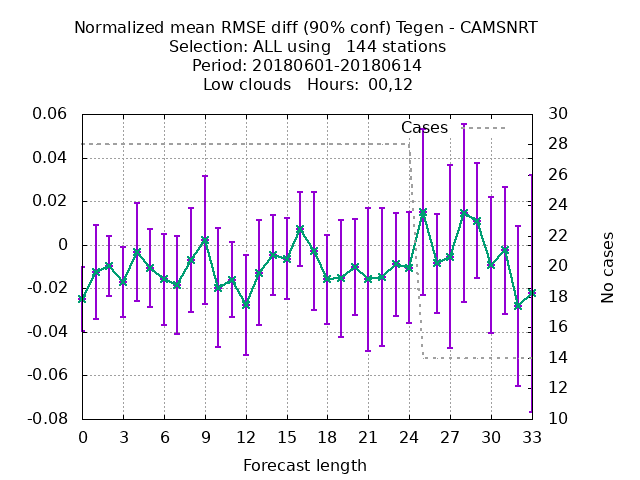 Normalized mean RMSE diff (90% conf) Tegen - CAMSNRT
Selection: ALL using   144 stations
Period: 20180601-20180614
Low clouds   Hours:  00,12
Cases
0.06
0.04
0.02
0
-0.02
-0.04
-0.06
-0.08
30
28
26
24
22
20
18
16
14
12
10
No cases
0 3 6 9 12 15 18 21 24 27 30 33
Forecast length